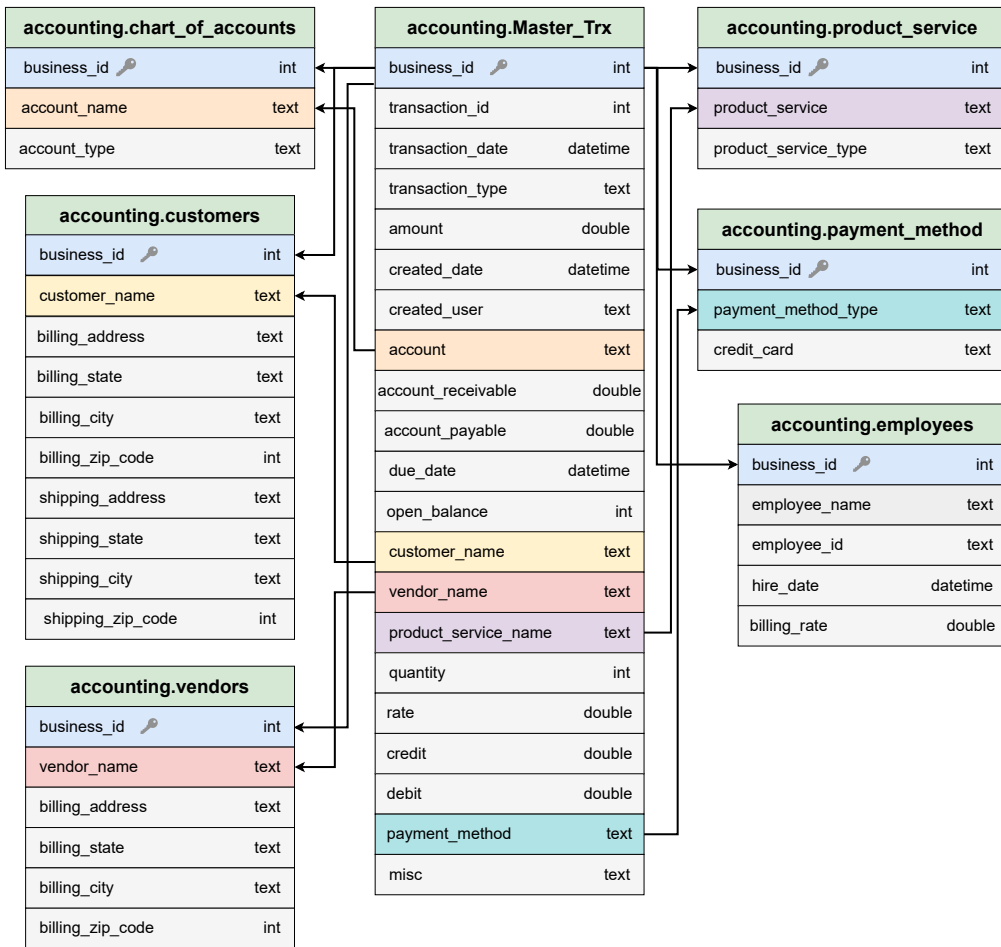 accounting.chart_of_accounts
business_id int
account_name text
account_type text
accounting.customers
business_id int
customer_name text
billing_address text
billing_state text
billing_city text
billing_zip_code int
shipping_address text
shipping_state text
shipping_city text
shipping_zip_code int
accounting.vendors
business_id int
vendor_name text
billing_address text
billing_state text
billing_city text
billing_zip_code int
accounting.Master_Trx
business_id int
transaction_id int
transaction_date datetime
transaction_type text
amount double
created_date datetime
created_user text
account text
account_receivable double
account_payable double
due_date datetime
open_balance int
customer_name text
vendor_name text
product_service_name text
quantity int
rate double
credit double
debit double
payment_method text
misc text
accounting.product_service
business_id int
product_service text
product_service_type text
accounting.payment_method
business_id int
payment_method_type text
credit_card text
accounting.employees
business_id int
employee_name text
employee_id text
hire_date datetime
billing_rate double